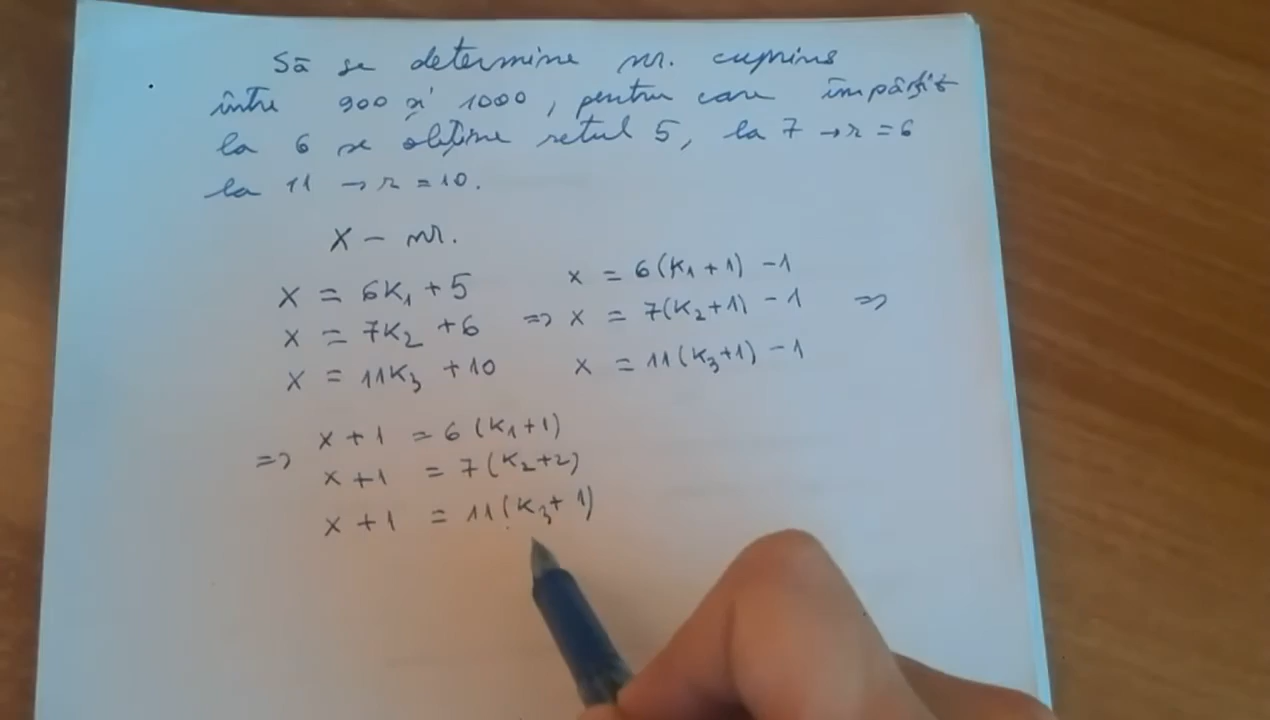 Să se determine nr. cuprins
între 900 și 1000, pentru care împărțit
la 6 se obține restul 5, la 7 → r = 6
la 11 → r = 10.
X - nr.
X = 6K₁ + 5
X = 7K₂ + 6
X = 11K₃ + 10
=> x = 6(K₁ + 1) - 1
x = 7(K₂+1) - 1 =>
x = 11(K₃+1) - 1
=> x + 1 = 6(K₁+1)
x + 1 = 7(K₂+2)
x + 1 = 11(K₃+1)